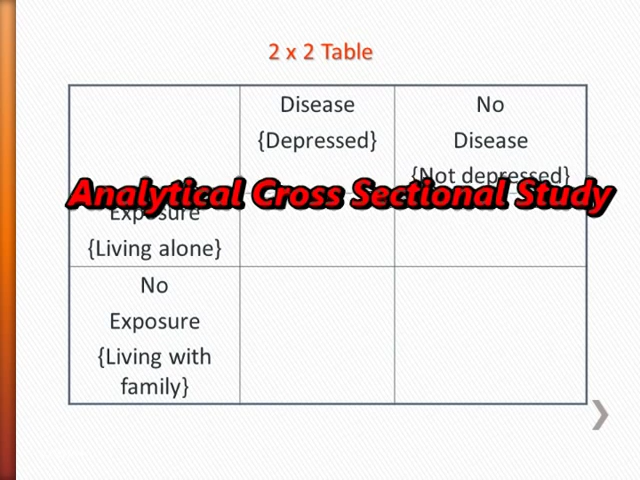 2 x 2 Table
Disease
{Depressed}
No
Disease
{Not depressed}
Analytical Cross Sectional Study
Exposure
{Living alone}
No
Exposure
{Living with
family}